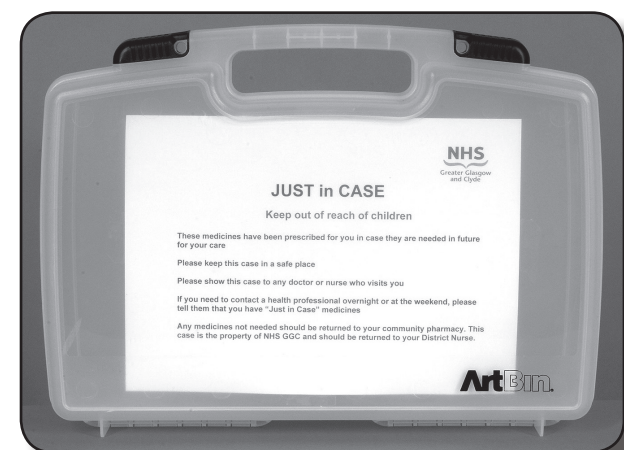 NHS
Greater Glasgow
and Clyde
JUST in CASE
Keep out of reach of children
These medicines have been prescribed for you in case they are needed in future
for your care
Please keep this case in a safe place
Please show this case to any doctor or nurse who visits you
If you need to contact a health professional overnight or at the weekend, please
tell them that you have "Just in Case" medicines
Any medicines not needed should be returned to your community pharmacy. This
case is the property of NHS GGC and should be returned to your District Nurse.
ArtBin.